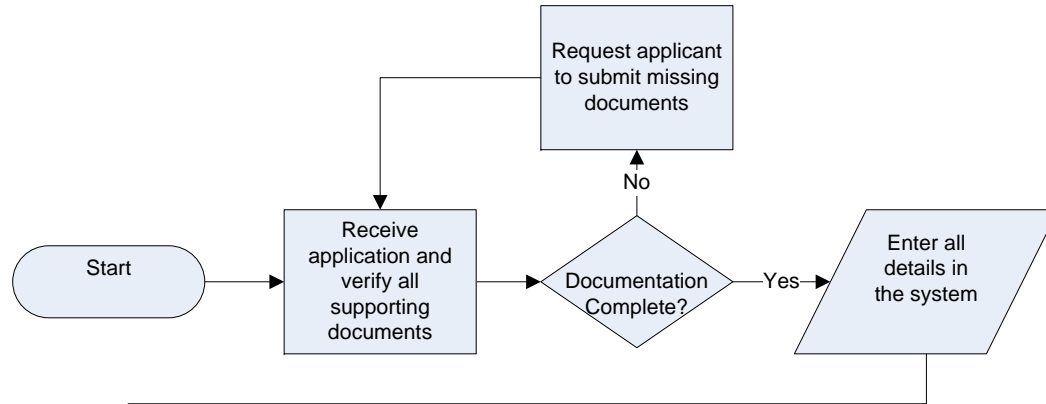 Request applicant
to submit missing
documents
No
Start
Receive
application and
verify all
supporting
documents
Documentation
Complete?
Yes
Enter all
details in
the system